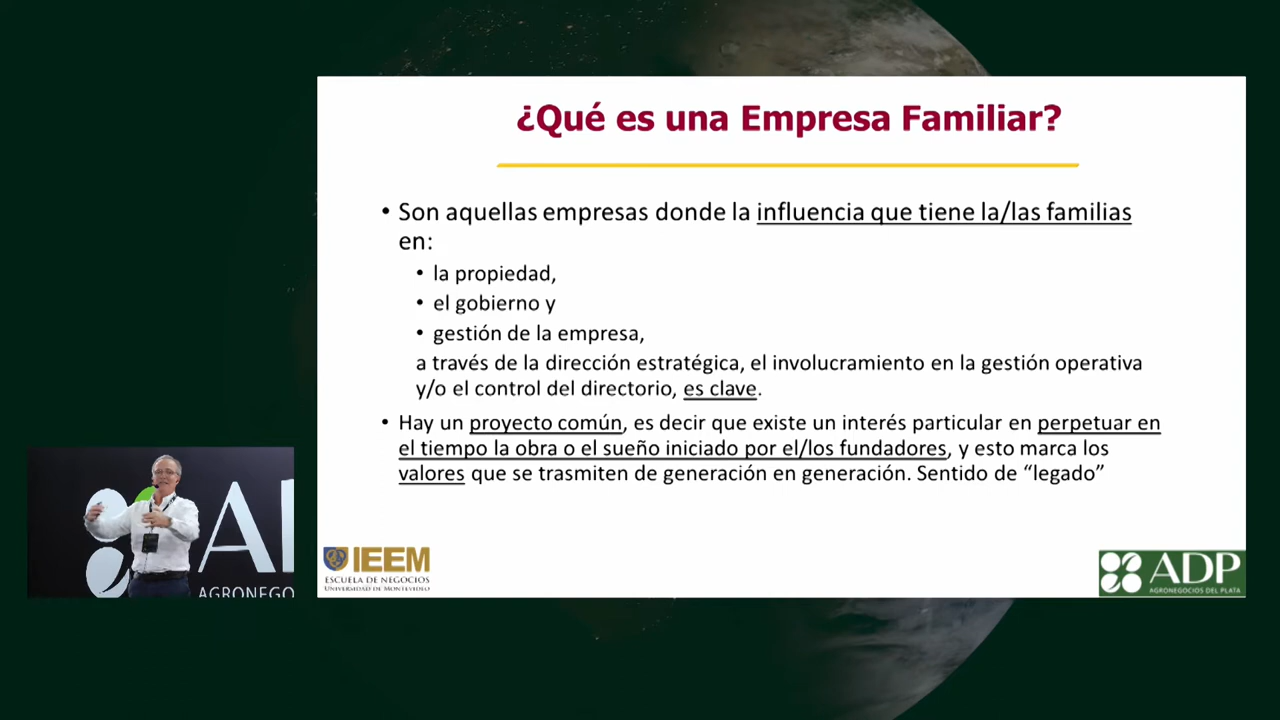 ¿Qué es una Empresa Familiar?
• Son aquellas empresas donde la influencia que tiene la/las familias
en:
• la propiedad,
• el gobierno y
• gestión de la empresa,
a través de la dirección estratégica, el involucramiento en la gestión operativa
y/o el control del directorio, es clave.
• Hay un proyecto común, es decir que existe un interés particular en perpetuar en
el tiempo la obra o el sueño iniciado por el/los fundadores, y esto marca los
valores que se trasmiten de generación en generación. Sentido de “legado”
AD
AGRONEGO
IEEM
ESCUELA DE NEGOCIOS
UNIVERSIDAD DE MONTEVIDEO
ADP
AGRONEGOCIOS DEL PLATA